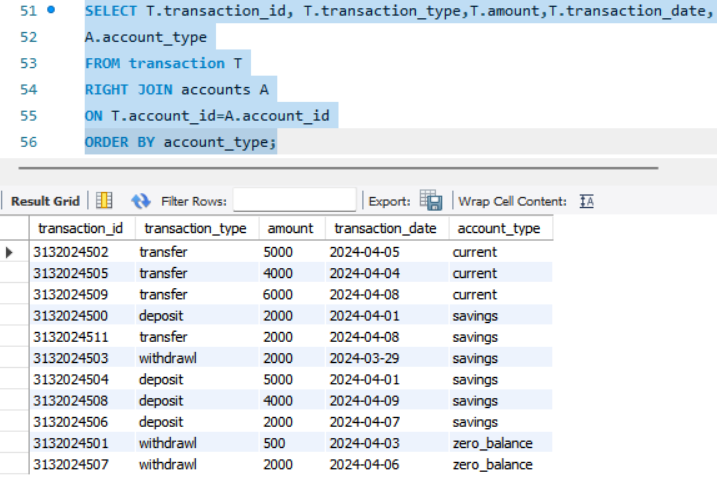 51 SELECT T.transaction_id, T.transaction_type,T.amount,T.transaction_date,
52 A.account_type
53 FROM transaction T
54 RIGHT JOIN accounts A
55 ON T.account_id=A.account_id
56 ORDER BY account_type;
Result Grid Filter Rows: Export: Wrap Cell Content: IA
transaction_id transaction_type amount transaction_date account_type
3132024502 transfer 5000 2024-04-05 current
3132024505 transfer 4000 2024-04-04 current
3132024509 transfer 6000 2024-04-08 current
3132024500 deposit 2000 2024-04-01 savings
3132024511 transfer 2000 2024-04-08 savings
3132024503 withdrawl 2000 2024-03-29 savings
3132024504 deposit 5000 2024-04-01 savings
3132024508 deposit 4000 2024-04-09 savings
3132024506 deposit 2000 2024-04-07 savings
3132024501 withdrawl 500 2024-04-03 zero_balance
3132024507 withdrawl 2000 2024-04-06 zero_balance